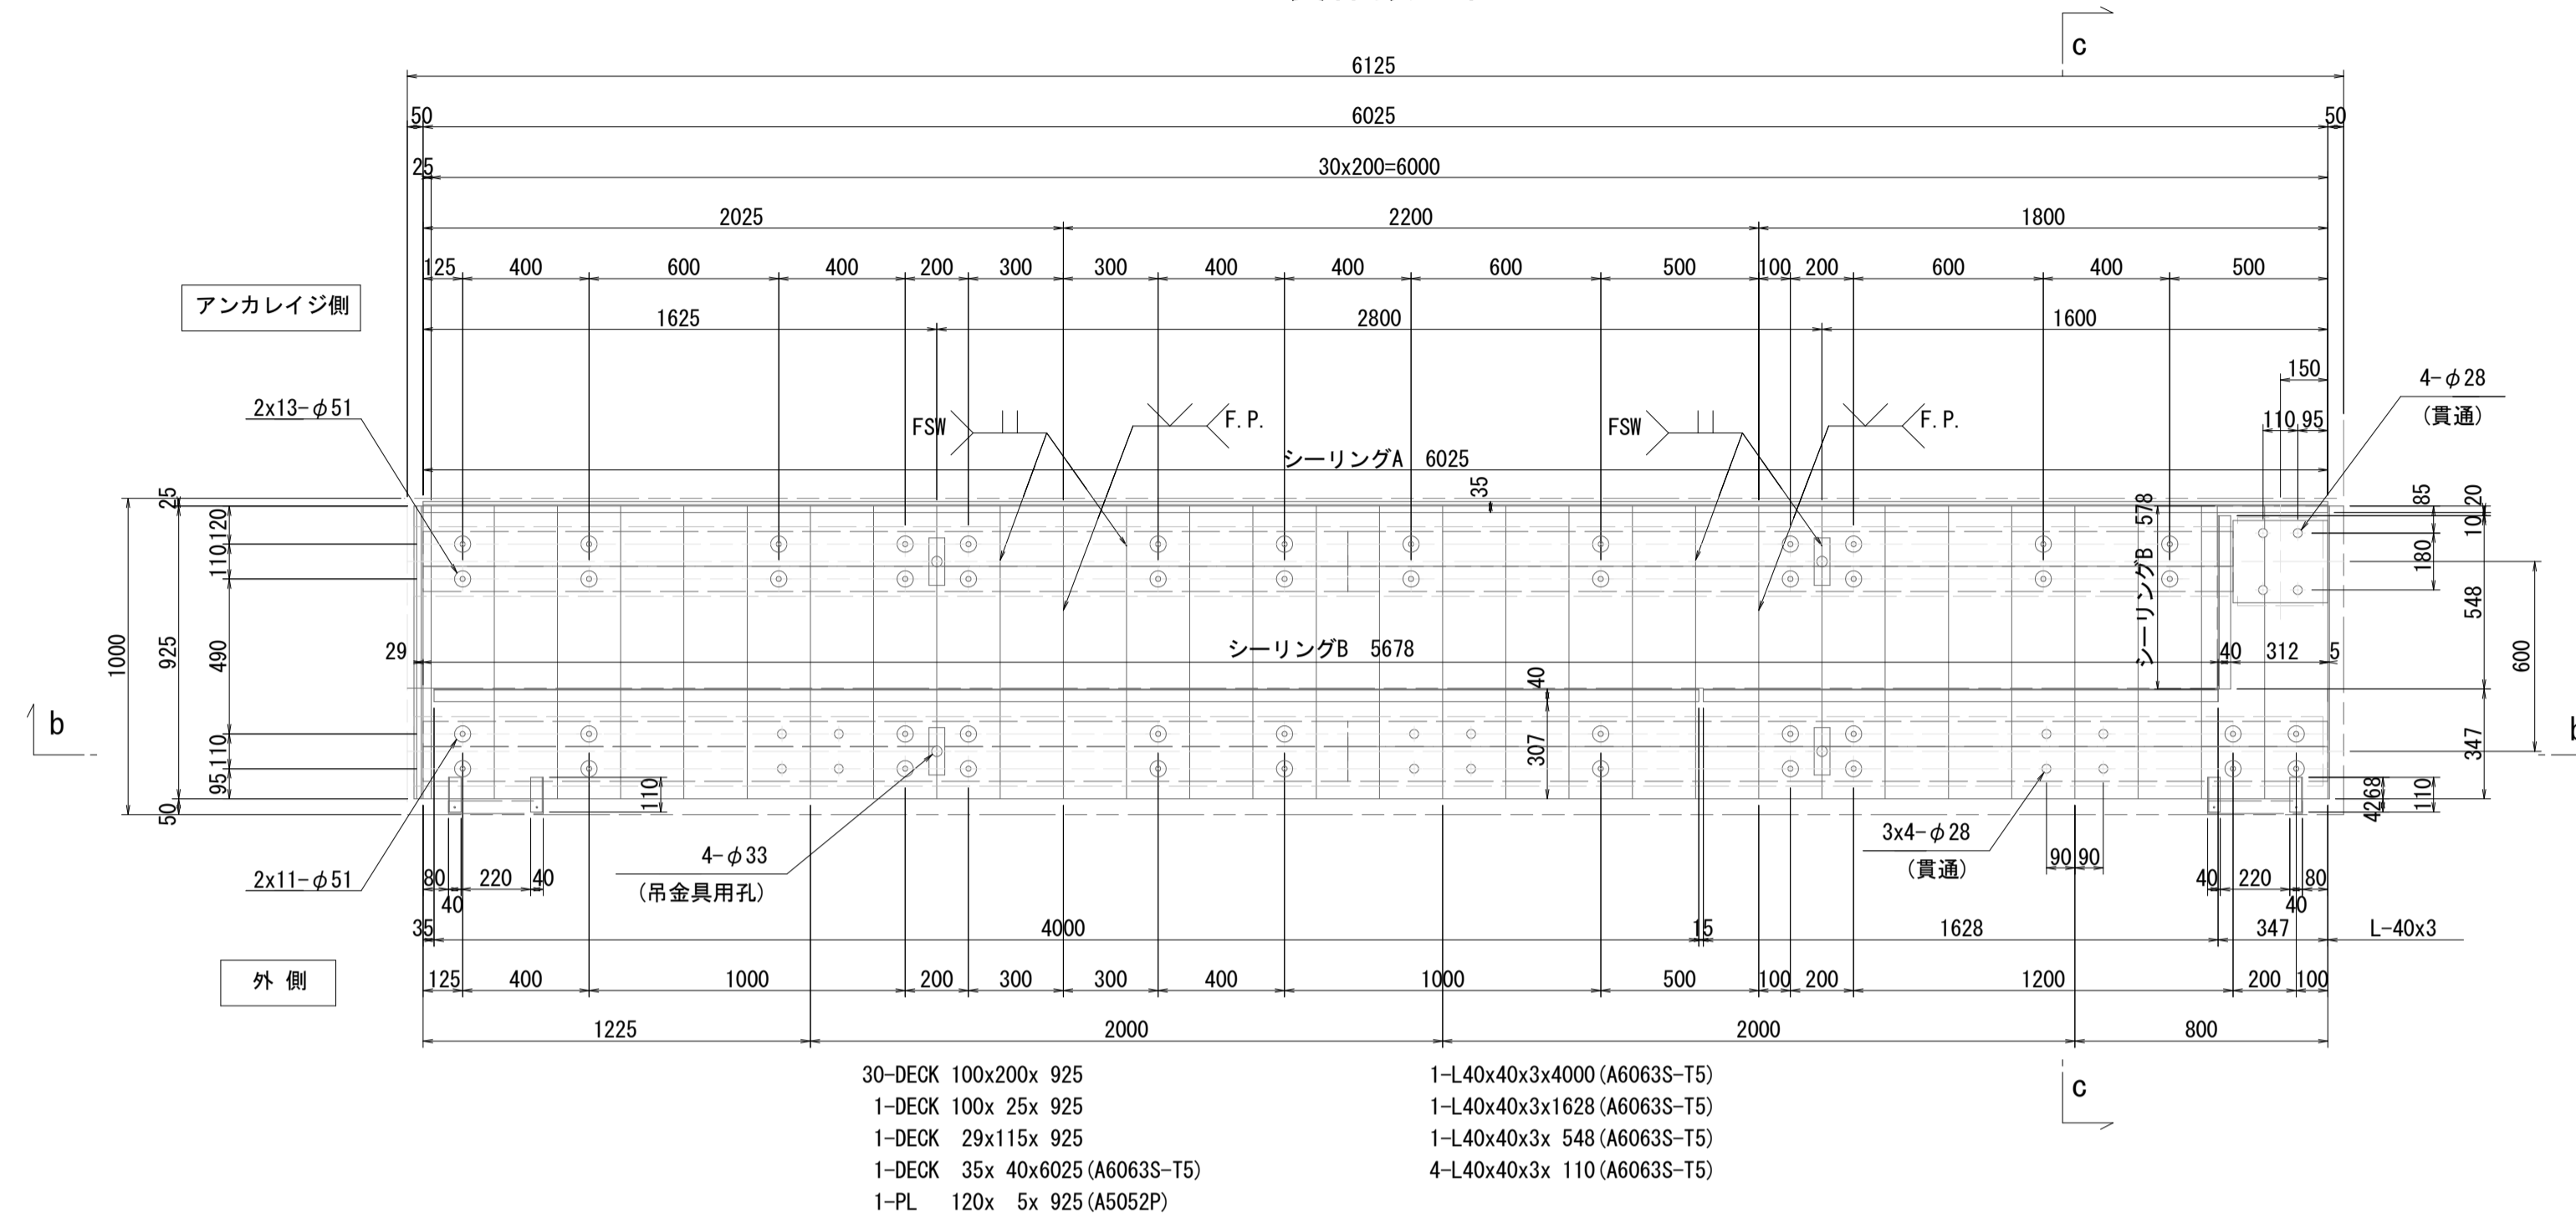 c
6125
50 6025 50
25 30x200=6000
2025 2200 1800
125 400 600 400 200 300 300 400 400 600 500 100 200 600 400 500
アンカレイジ側
1625 2800 1600
150
4-φ28
(貫通)
110 95
2x13-φ51
FSW
F.P.
FSW
F.P.
シーリングA 6025
35
シーリングB 578
85
20
10
180
548
600
347
25
120
110
490
110
95
50
925
1000
29
シーリングB 5678
40 312 5
40
307
b
b
110
4268
110
3x4-φ28
(貫通)
90 90
4-φ33
(吊金具用孔)
2x11-φ51
80 220 40
40
40 220 80
40
35 4000 15 1628 347 L-40x3
外 側
125 400 1000 200 300 300 400 1000 500 100 200 1200 200 100
1225 2000 2000 800
30-DECK 100x200x 925
1-DECK 100x 25x 925
1-DECK 29x115x 925
1-DECK 35x 40x6025(A6063S-T5)
1-PL 120x 5x 925(A5052P)
1-L40x40x3x4000(A6063S-T5)
1-L40x40x3x1628(A6063S-T5)
1-L40x40x3x 548(A6063S-T5)
4-L40x40x3x 110(A6063S-T5)
c